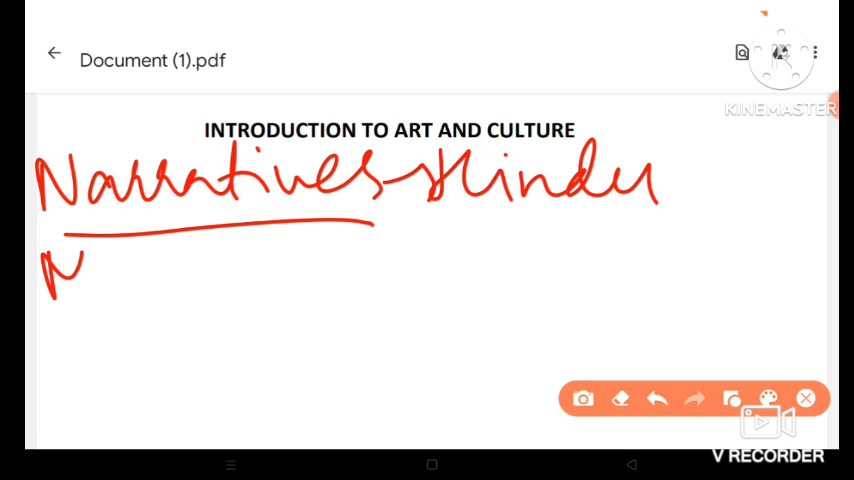 Document (1).pdf
KINEMASTER
INTRODUCTION TO ART AND CULTURE
Narratives-Hindu
N
V RECORDER